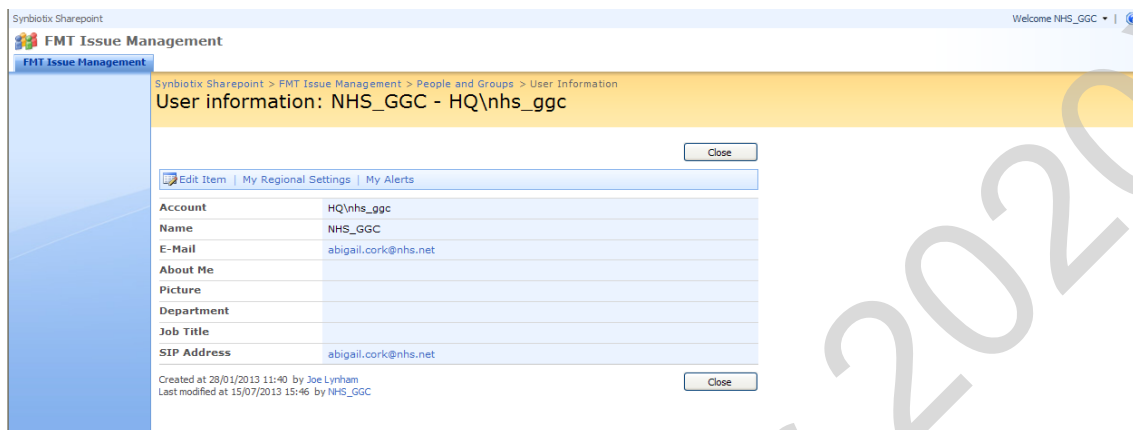 Synbiotix Sharepoint
Welcome NHS_GGC
FMT Issue Management
FMT Issue Management
Synbiotix Sharepoint > FMT Issue Management > People and Groups > User Information
User information: NHS_GGC - HQ\nhs_ggc
Close
Edit Item | My Regional Settings | My Alerts
Account HQ\nhs_ggc
Name NHS_GGC
E-Mail abigail.cork@nhs.net
About Me
Picture
Department
Job Title
SIP Address abigail.cork@nhs.net
Created at 28/01/2013 11:40 by Joe Lynham
Close
Last modified at 15/07/2013 15:46 by NHS_GGC
202